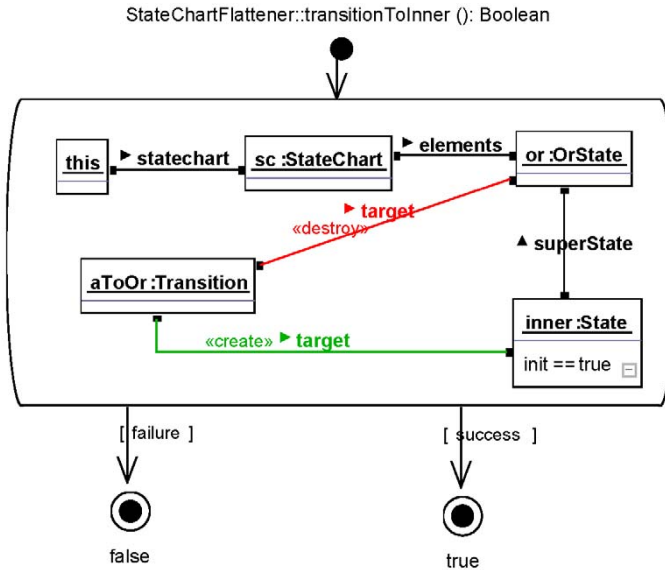 StateChartFlattener::transitionToInner (): Boolean
this
statechart
sc :StateChart
elements
or :OrState
target
«destroy»
superState
aToOr :Transition
inner :State
«create» target
init == true
[ failure ]
[ success ]
false
true